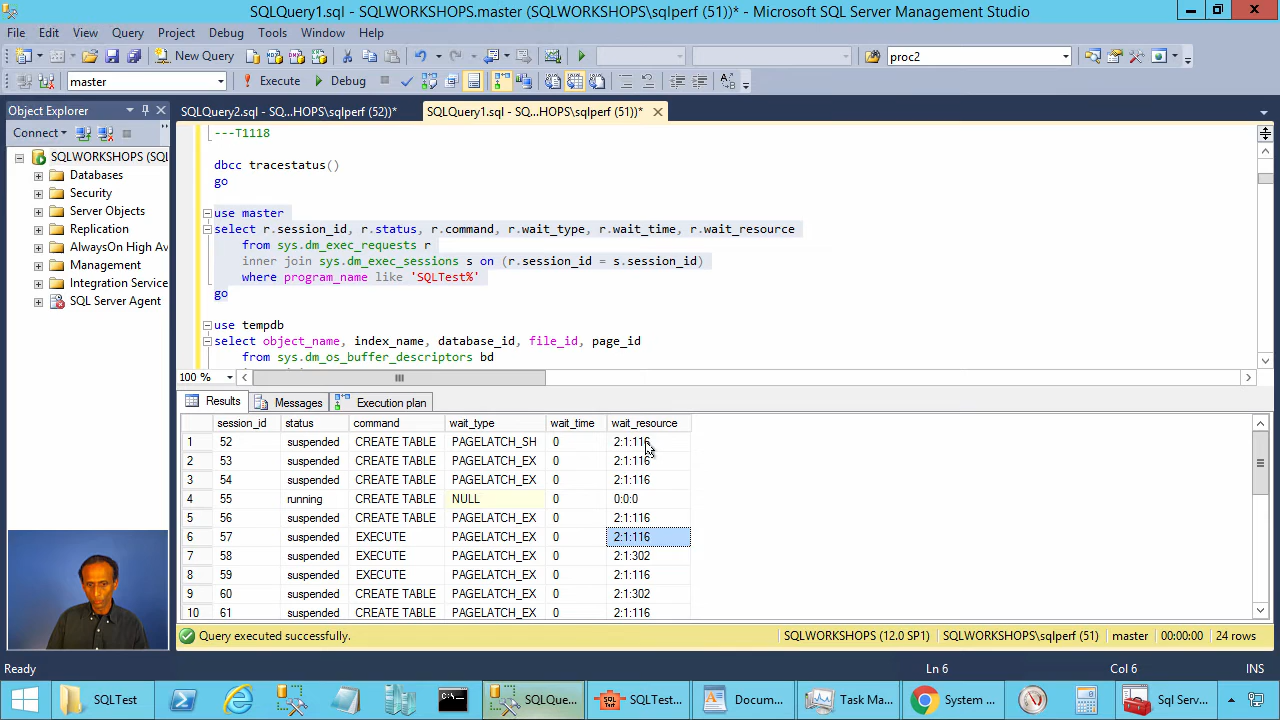 SQLQuery1.sql - SQLWORKSHOPS.master (SQLWORKSHOPS\sqlperf (51))* - Microsoft SQL Server Management Studio
File Edit View Query Project Debug Tools Window Help
New Query proc2
master Execute Debug
Object Explorer
SQLQuery2.sql - SQ...HOPS\sqlperf (52))* SQLQuery1.sql - SQ...HOPS\sqlperf (51))*
Connect
SQLWORKSHOPS (SQL
Databases
Security
Server Objects
Replication
AlwaysOn High Av
Management
Integration Service
SQL Server Agent
---T1118
dbcc tracestatus()
go
use master
select r.session_id, r.status, r.command, r.wait_type, r.wait_time, r.wait_resource
from sys.dm_exec_requests r
inner join sys.dm_exec_sessions s on (r.session_id = s.session_id)
where program_name like 'SQLTest%'
go
use tempdb
select object_name, index_name, database_id, file_id, page_id
from sys.dm_os_buffer_descriptors bd
100 %
Results Messages Execution plan
session_id status command wait_type wait_time wait_resource
1 52 suspended CREATE TABLE PAGELATCH_SH 0 2:1:116
2 53 suspended CREATE TABLE PAGELATCH_EX 0 2:1:116
3 54 suspended CREATE TABLE PAGELATCH_EX 0 2:1:116
4 55 running CREATE TABLE NULL 0 0:0:0
5 56 suspended CREATE TABLE PAGELATCH_EX 0 2:1:116
6 57 suspended EXECUTE PAGELATCH_EX 0 2:1:116
7 58 suspended EXECUTE PAGELATCH_EX 0 2:1:302
8 59 suspended EXECUTE PAGELATCH_EX 0 2:1:116
9 60 suspended CREATE TABLE PAGELATCH_EX 0 2:1:302
10 61 suspended CREATE TABLE PAGELATCH_EX 0 2:1:116
Query executed successfully. SQLWORKSHOPS (12.0 SP1) SQLWORKSHOPS\sqlperf (51) master 00:00:00 24 rows
Ready Ln 6 Col 6 INS
SQLTest SQLQue... SQLTest... Docum... Task Ma... System ... Sql Serv...